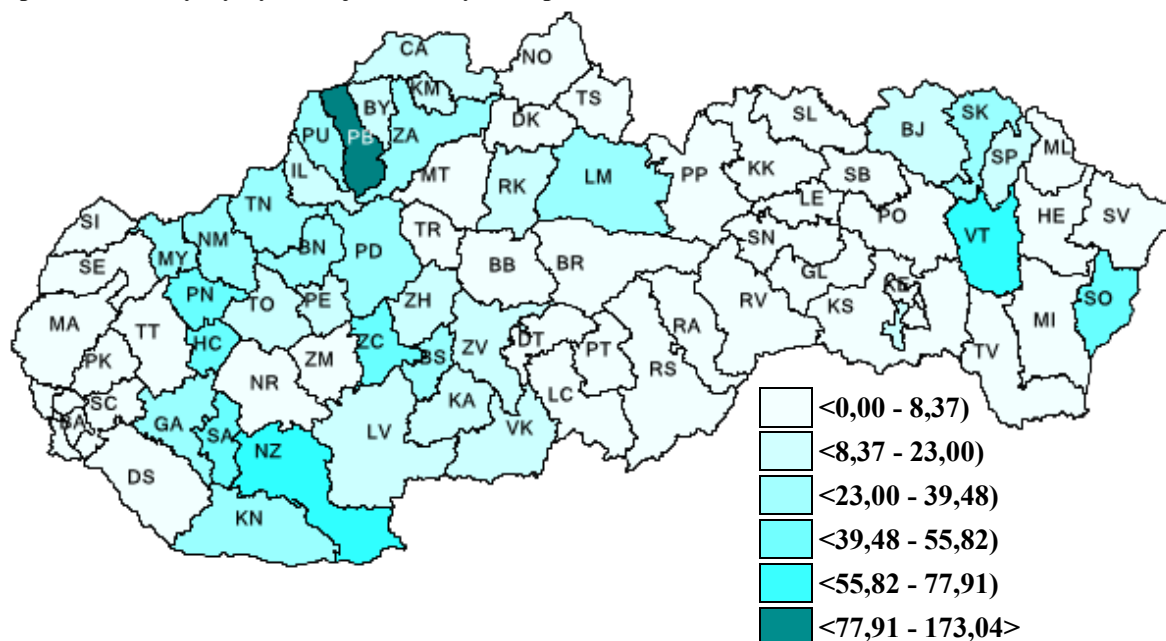 CA
NO
KM
BY
TS
SL
DK
SK
PU
PB
ZA
BJ
SP
ML
IL
MT
RK
LM
PP
KK
SB
LE
TN
SI
NM
BN
PD
TR
PO
HE
SV
SN
VT
MY
SE
BB
BR
GL
PN
TO
PE
ZH
RV
KS
KE
SO
MA
TT
HC
ZC
BS
ZV
DT
PT
RA
MI
PK
ZM
NR
RS
TV
SC
BA
GA
SA
KA
LC
LV
VK
NZ
DS
KN
<0,00 - 8,37)
<8,37 - 23,00)
<23,00 - 39,48)
<39,48 - 55,82)
<55,82 - 77,91)
<77,91 - 173,04>